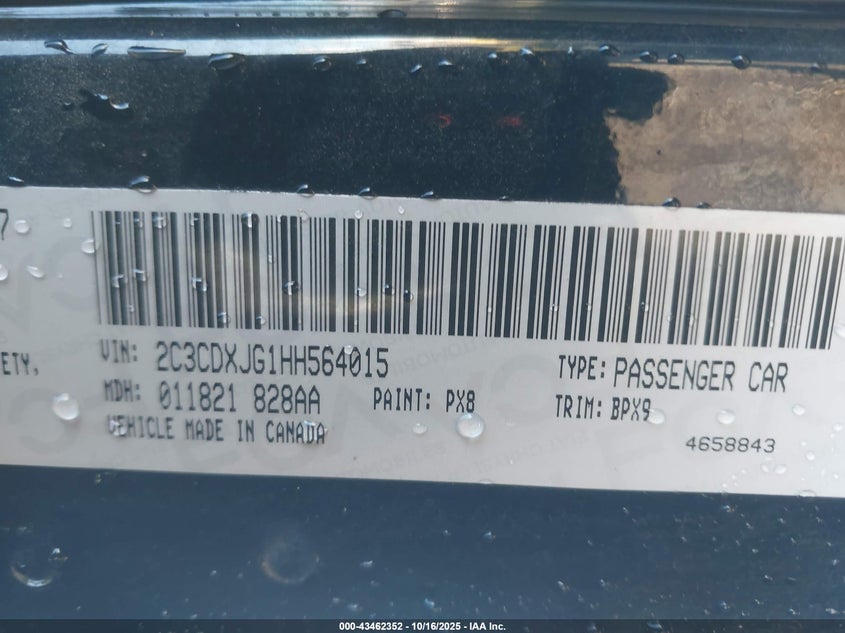 7
ETY,
VIN: 2C3CDXJG1HH564015
TYPE: PASSENGER CAR
MDH: 011821 828AA
PAINT: PX8
TRIM: BPX9
VEHICLE MADE IN CANADA
4658843
000-43462352 - 10/16/2025 - IAA Inc.